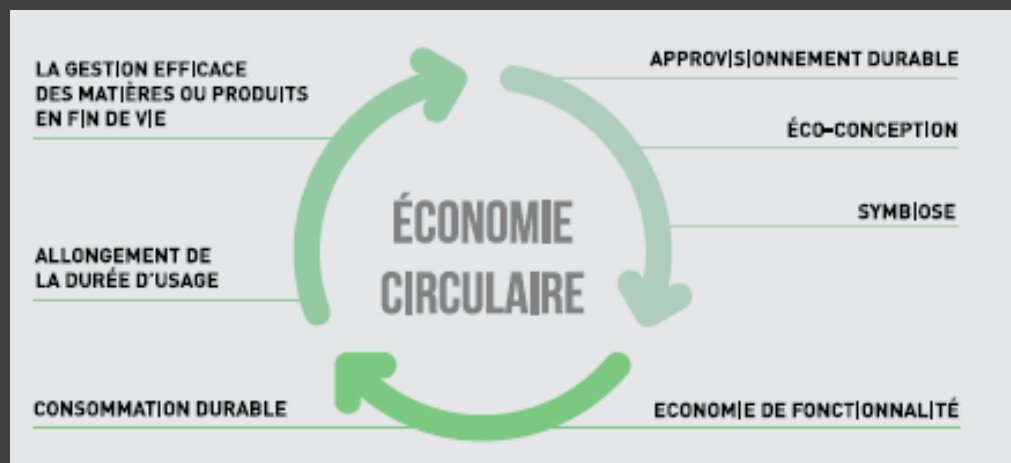 LA GESTION EFFICACE
DES MATIÈRES OU PRODUITS
EN FIN DE VIE
APPROVISIONNEMENT DURABLE
ÉCO-CONCEPTION
SYMBIOSE
ÉCONOMIE
CIRCULAIRE
ALLONGEMENT DE
LA DURÉE D'USAGE
CONSOMMATION DURABLE
ECONOMIE DE FONCTIONNALITÉ